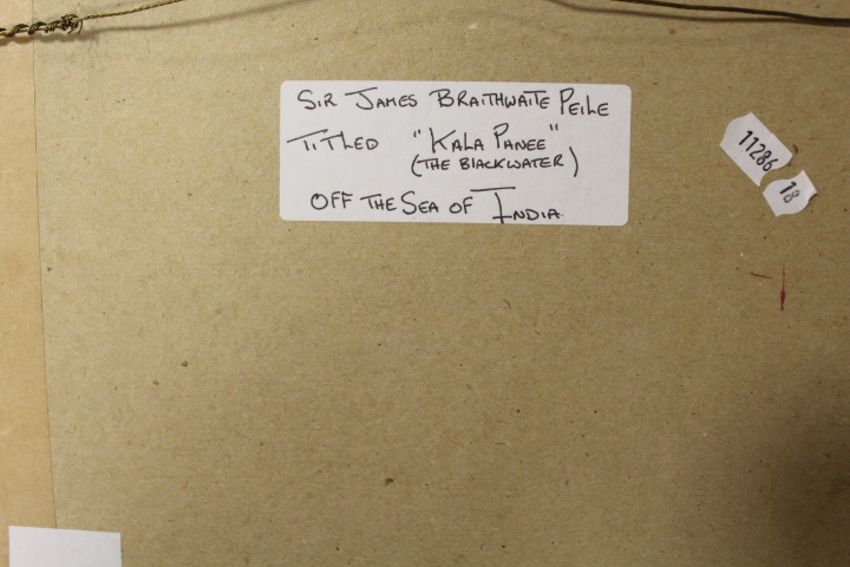 SIR JAMES BRAITHWAITE PEILE
TITLED "KALA PANEE"
(THE BLACKWATER)
OFF THE SEA OF INDIA.
11286
18